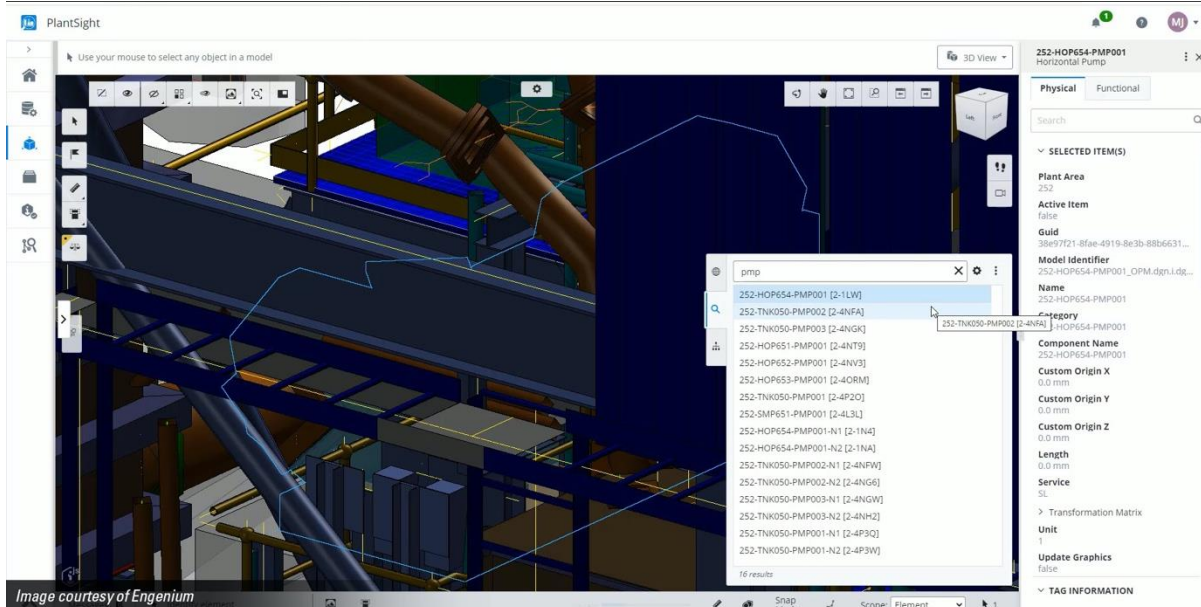 PlantSight
1
MJ
Use your mouse to select any object in a model
3D View
252-HOP654-PMP001
Horizontal Pump
Physical
Functional
Search
SELECTED ITEM(S)
Plant Area
252
Active Item
false
Guid
38e97f21-8fae-4919-8e3b-88b6631...
Model Identifier
252-HOP654-PMP001_OPM.dgn.i.dg...
Name
252-HOP654-PMP001
Category
-HOP654-PMP001
Component Name
252-HOP654-PMP001
Custom Origin X
0.0 mm
Custom Origin Y
0.0 mm
Custom Origin Z
0.0 mm
Length
0.0 mm
Service
SL
Transformation Matrix
Unit
1
Update Graphics
false
TAG INFORMATION
Left
pmp
252-HOP654-PMP001 [2-1LW]
252-TNK050-PMP002 [2-4NFA]
252-TNK050-PMP002 [2-4NFA]
252-TNK050-PMP003 [2-4NGK]
252-HOP651-PMP001 [2-4NT9]
252-HOP652-PMP001 [2-4NV3]
252-HOP653-PMP001 [2-4ORM]
252-TNK050-PMP001 [2-4P2O]
252-SMP651-PMP001 [2-4L3L]
252-HOP654-PMP001-N1 [2-1N4]
252-HOP654-PMP001-N2 [2-1NA]
252-TNK050-PMP002-N1 [2-4NFW]
252-TNK050-PMP002-N2 [2-4NG6]
252-TNK050-PMP003-N1 [2-4NGW]
252-TNK050-PMP003-N2 [2-4NH2]
252-TNK050-PMP001-N1 [2-4P3Q]
252-TNK050-PMP001-N2 [2-4P3W]
16 results
Image courtesy of Engenium
Snap
Scope: Element
1